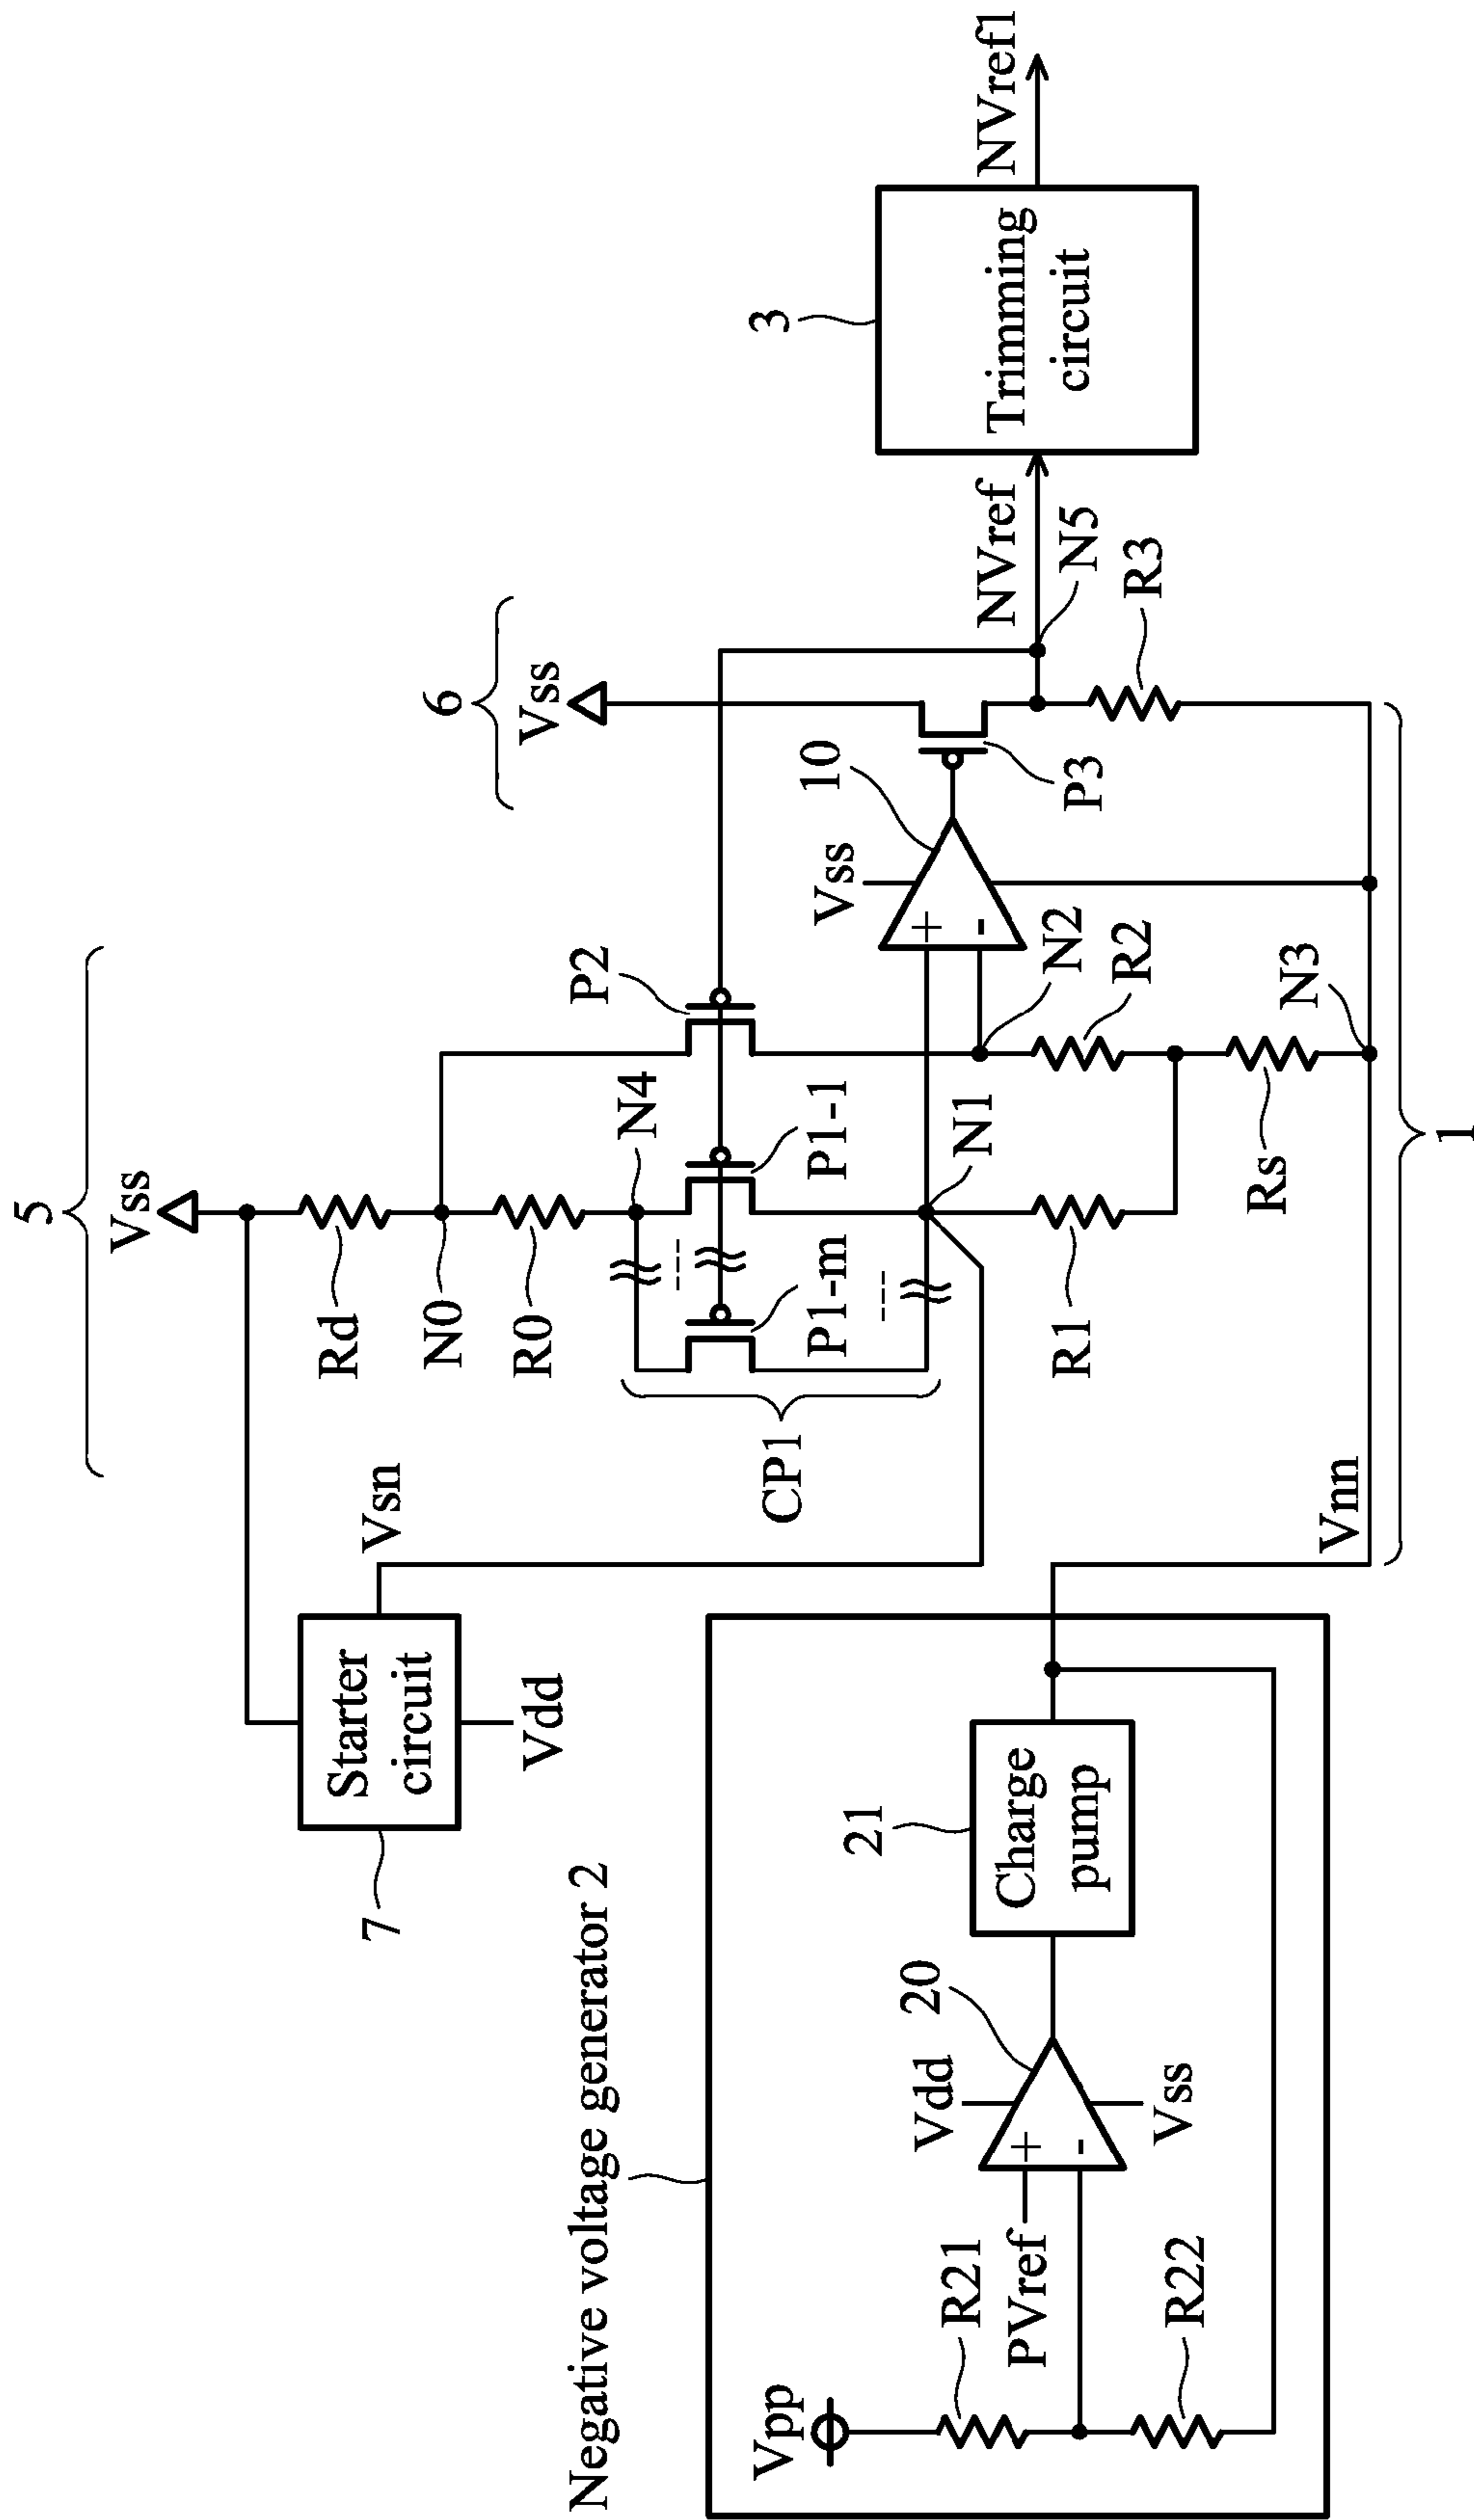 5
Vss
Rd
N0
R0
N4
P2
P1-1
P1-m
CP1
N1
R1
Rs
N2
R2
N3
6
Vss
Vss
10
P3
NVref
N5
R3
3
Trimming
circuit
NVref1
Starter
circuit
7
Vdd
Vsn
Vnn
1
Negative voltage generator 2
Vpp
R21
PVref
R22
Vdd
20
Vss
21
Charge
pump
+
-
+
-